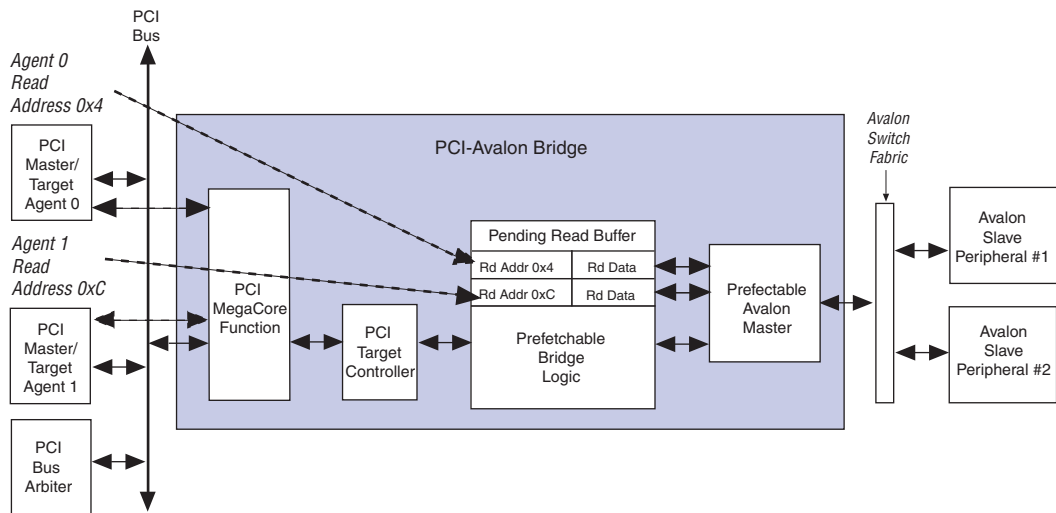 PCI
Bus
Agent 0
Read
Address 0x4
PCI
Master/
Target
Agent 0
Agent 1
Read
Address 0xC
PCI
Master/
Target
Agent 1
PCI
Bus
Arbiter
PCI-Avalon Bridge
PCI
MegaCore
Function
PCI
Target
Controller
Pending Read Buffer
Rd Addr 0x4 Rd Data
Rd Addr 0xC Rd Data
Prefetchable
Bridge
Logic
Prefectable
Avalon
Master
Avalon
Switch
Fabric
Avalon
Slave
Peripheral #1
Avalon
Slave
Peripheral #2